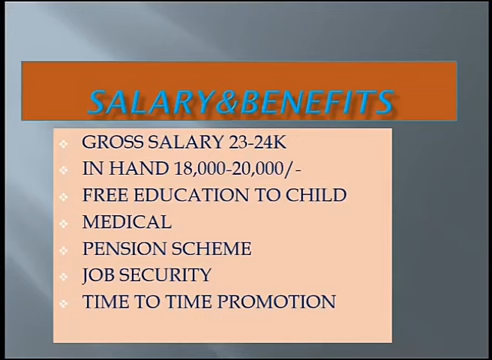 SALARY&BENEFITS
GROSS SALARY 23-24K
IN HAND 18,000-20,000/-
FREE EDUCATION TO CHILD
MEDICAL
PENSION SCHEME
JOB SECURITY
TIME TO TIME PROMOTION